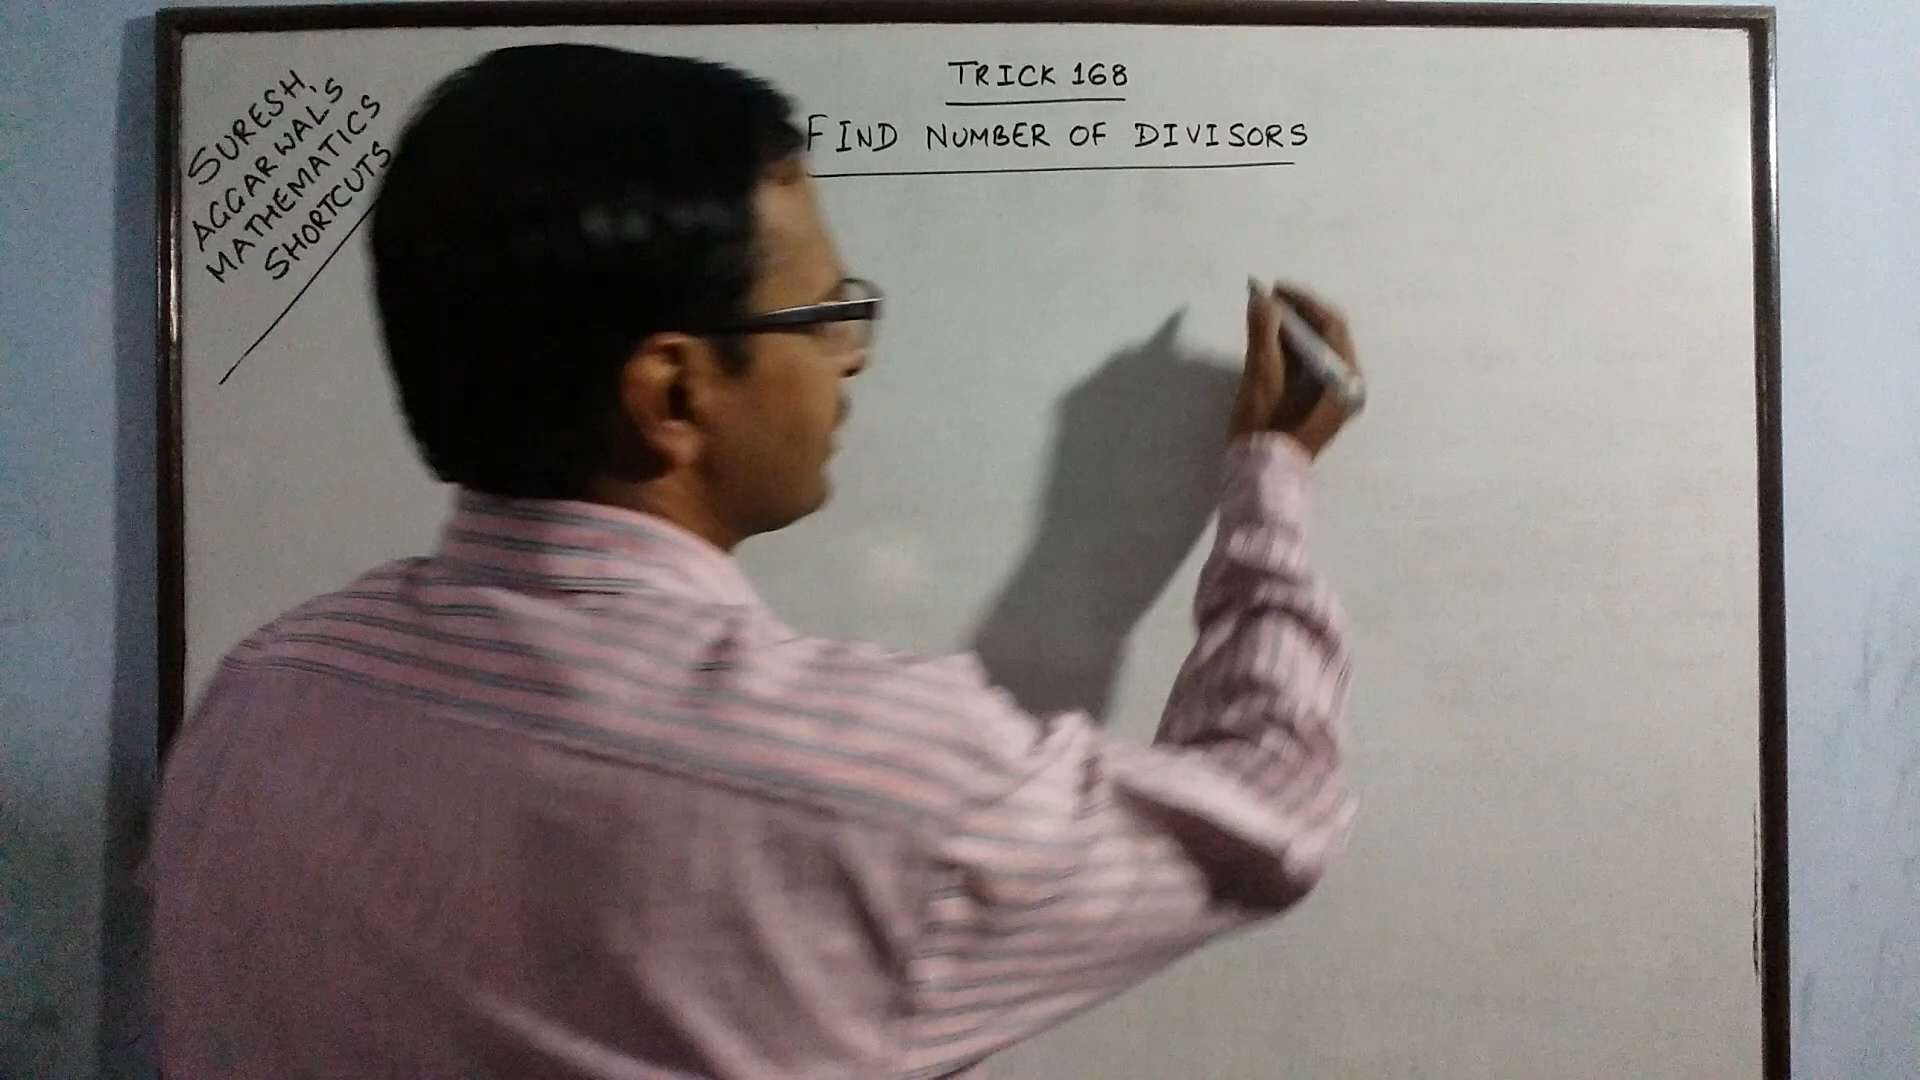 SURESH
AGGARWAL'S
MATHEMATICS
SHORTCUTS
TRICK 168
FIND NUMBER OF DIVISORS